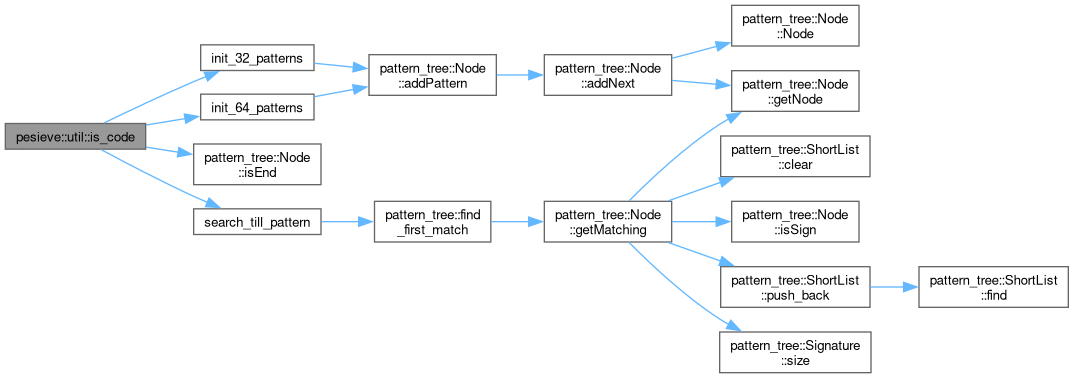 pesieve::util::is_code
init_32_patterns
init_64_patterns
pattern_tree::Node
::isEnd
search_till_pattern
pattern_tree::Node
::addPattern
pattern_tree::find
_first_match
pattern_tree::Node
::addNext
pattern_tree::Node
::getMatching
pattern_tree::Node
::Node
pattern_tree::Node
::getNode
pattern_tree::ShortList
::clear
pattern_tree::Node
::isSign
pattern_tree::ShortList
::push_back
pattern_tree::Signature
::size
pattern_tree::ShortList
::find